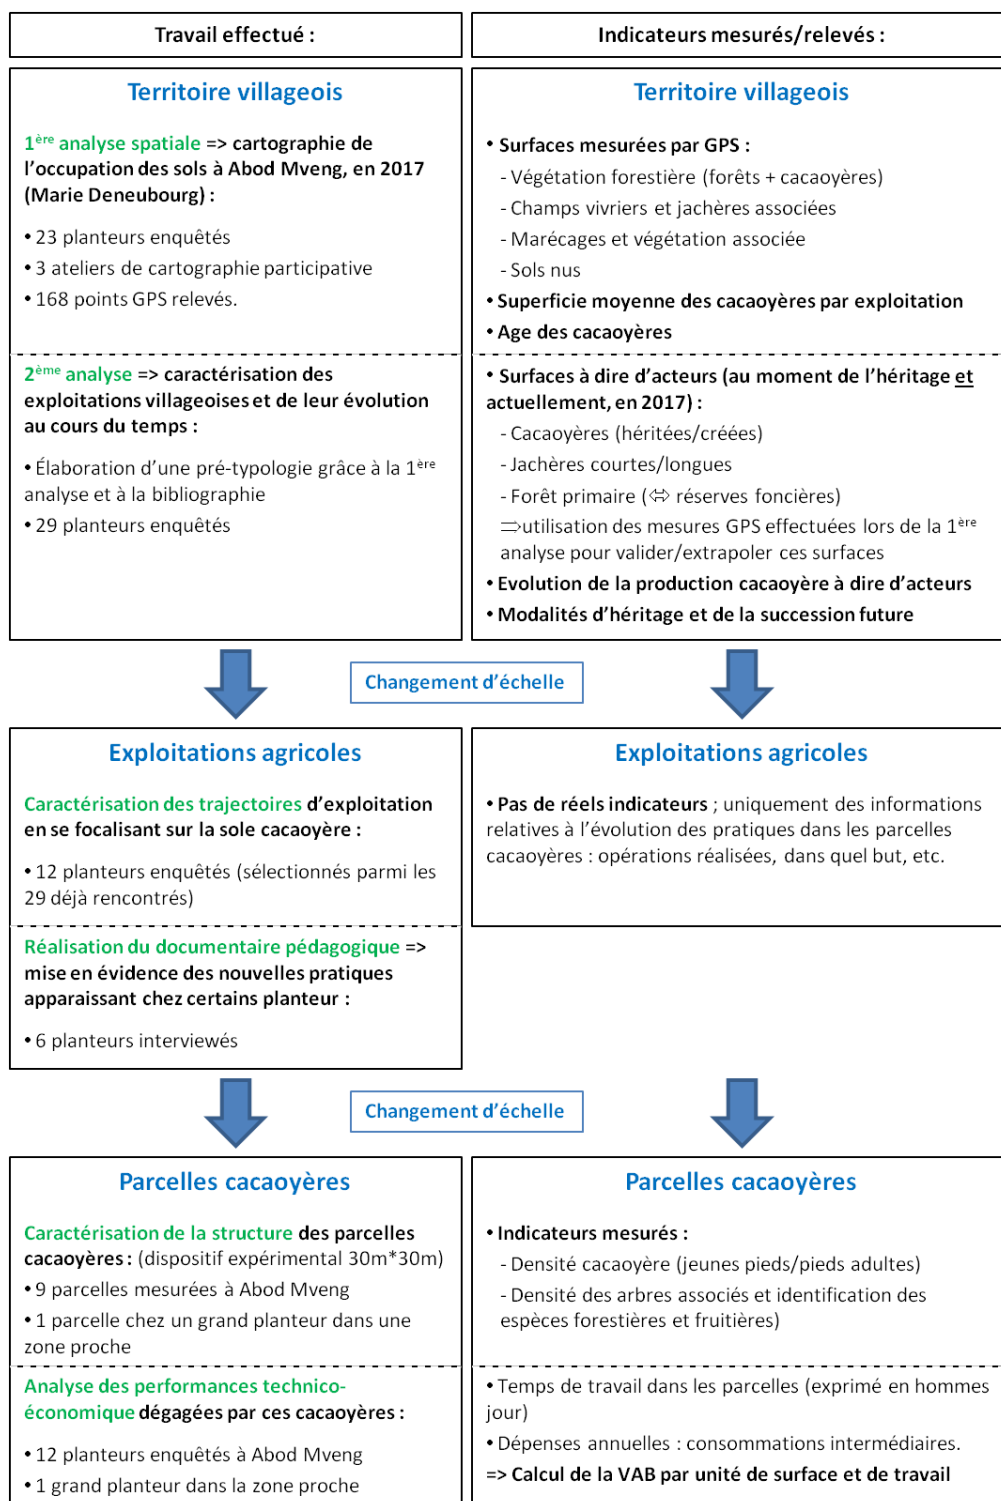 Travail effectué :
Indicateurs mesurés/relevés :
Territoire villageois
1ère analyse spatiale => cartographie de
l’occupation des sols à Abod Mveng, en 2017
(Marie Deneubourg) :
• 23 planteurs enquêtés
• 3 ateliers de cartographie participative
• 168 points GPS relevés.
2ème analyse => caractérisation des
exploitations villageoises et de leur évolution
au cours du temps :
• Élaboration d’une pré-typologie grâce à la 1ère
analyse et à la bibliographie
• 29 planteurs enquêtés
Territoire villageois
• Surfaces mesurées par GPS :
- Végétation forestière (forêts + cacaoyères)
- Champs vivriers et jachères associées
- Marécages et végétation associée
- Sols nus
• Superficie moyenne des cacaoyères par exploitation
• Age des cacaoyères
• Surfaces à dire d’acteurs (au moment de l’héritage et
actuellement, en 2017) :
- Cacaoyères (héritées/créées)
- Jachères courtes/longues
- Forêt primaire (⇔ réserves foncières)
⇒utilisation des mesures GPS effectuées lors de la 1ère
analyse pour valider/extrapoler ces surfaces
• Evolution de la production cacaoyère à dire d’acteurs
• Modalités d’héritage et de la succession future
Changement d’échelle
Exploitations agricoles
Caractérisation des trajectoires d’exploitation
en se focalisant sur la sole cacaoyère :
• 12 planteurs enquêtés (sélectionnés parmi les
29 déjà rencontrés)
Réalisation du documentaire pédagogique =>
mise en évidence des nouvelles pratiques
apparaissant chez certains planteur :
• 6 planteurs interviewés
Exploitations agricoles
• Pas de réels indicateurs ; uniquement des informations
relatives à l’évolution des pratiques dans les parcelles
cacaoyères : opérations réalisées, dans quel but, etc.
Changement d’échelle
Parcelles cacaoyères
Caractérisation de la structure des parcelles
cacaoyères : (dispositif expérimental 30m*30m)
• 9 parcelles mesurées à Abod Mveng
• 1 parcelle chez un grand planteur dans une
zone proche
Analyse des performances technico-
économique dégagées par ces cacaoyères :
• 12 planteurs enquêtés à Abod Mveng
• 1 grand planteur dans la zone proche
Parcelles cacaoyères
• Indicateurs mesurés :
- Densité cacaoyère (jeunes pieds/pieds adultes)
- Densité des arbres associés et identification des
espèces forestières et fruitières)
• Temps de travail dans les parcelles (exprimé en hommes
jour)
• Dépenses annuelles : consommations intermédiaires.
=> Calcul de la VAB par unité de surface et de travail